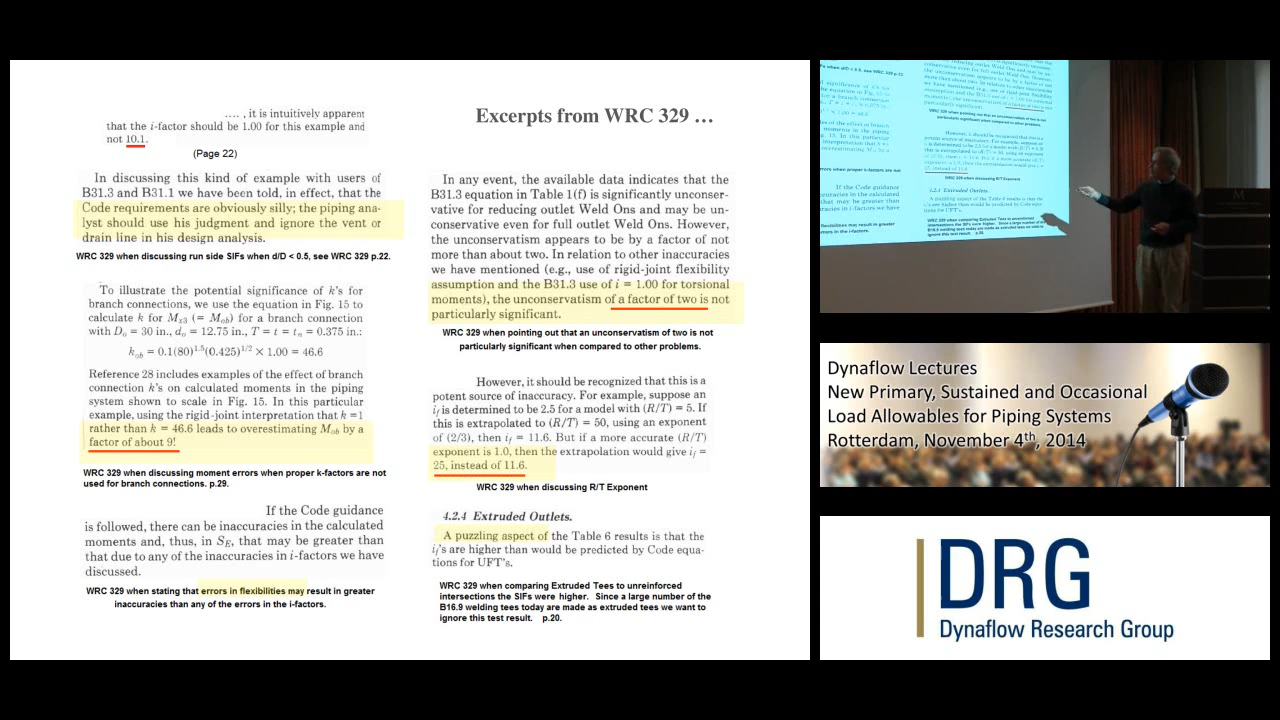 Excerpts from WRC 329 …
…. , it is intuitively apparent
that the i-factor should be 1.00 for this example and
not 10.1.
(Page 22)
In discussing this kind of example with users of
B31.3 and B31.1 we have been told, in effect, that the
Code requirements are obviously silly; the piping ana-
lyst should use his judgment and ignore the vent or
drain line in his design analysis.
WRC 329 when discussing run side SIFs when d/D < 0.5, see WRC 329 p.22.
To illustrate the potential significance of k's for
branch connections, we use the equation in Fig. 15 to
calculate k for Mx3 (= Mob) for a branch connection
with Do = 30 in., do = 12.75 in., T = t = tn = 0.375 in.:
kob = 0.1(80)^1.5(0.425)^1/2 × 1.00 = 46.6
Reference 28 includes examples of the effect of branch
connection k's on calculated moments in the piping
system shown to scale in Fig. 15. In this particular
example, using the rigid-joint interpretation that k = 1
rather than k = 46.6 leads to overestimating Mob by a
factor of about 9!
WRC 329 when discussing moment errors when proper k-factors are not
used for branch connections. p.29.
If the Code guidance
is followed, there can be inaccuracies in the calculated
moments and, thus, in SE, that may be greater than
that due to any of the inaccuracies in i-factors we have
discussed.
WRC 329 when stating that errors in flexibilities may result in greater
inaccuracies than any of the errors in the i-factors.
In any event, the available data indicates that the
B31.3 equation in Table 1(f) is significantly unconser-
vative for reducing outlet Weld Ons and may be un-
conservative even for full outlet Weld Ons. However,
the unconservatism appears to be by a factor of not
more than about two. In relation to other inaccuracies
we have mentioned (e.g., use of rigid-joint flexibility
assumption and the B31.3 use of i = 1.00 for torsional
moments), the unconservatism of a factor of two is not
particularly significant.
WRC 329 when pointing out that an unconservatism of two is not
particularly significant when compared to other problems.
However, it should be recognized that this is a
potent source of inaccuracy. For example, suppose an
if is determined to be 2.5 for a model with (R/T) = 5. If
this is extrapolated to (R/T) = 50, using an exponent
of (2/3), then if = 11.6. But if a more accurate (R/T)
exponent is 1.0, then the extrapolation would give if =
25, instead of 11.6.
WRC 329 when discussing R/T Exponent
4.2.4 Extruded Outlets.
A puzzling aspect of the Table 6 results is that the
if's are higher than would be predicted by Code equa-
tions for UFT's.
WRC 329 when comparing Extruded Tees to unreinforced
intersections the SIFs were higher. Since a large number of the
B16.9 welding tees today are made as extruded tees we want to
ignore this test result. p.20.
Dynaflow Lectures
New Primary, Sustained and Occasional
Load Allowables for Piping Systems
Rotterdam, November 4th, 2014
DRG
Dynaflow Research Group